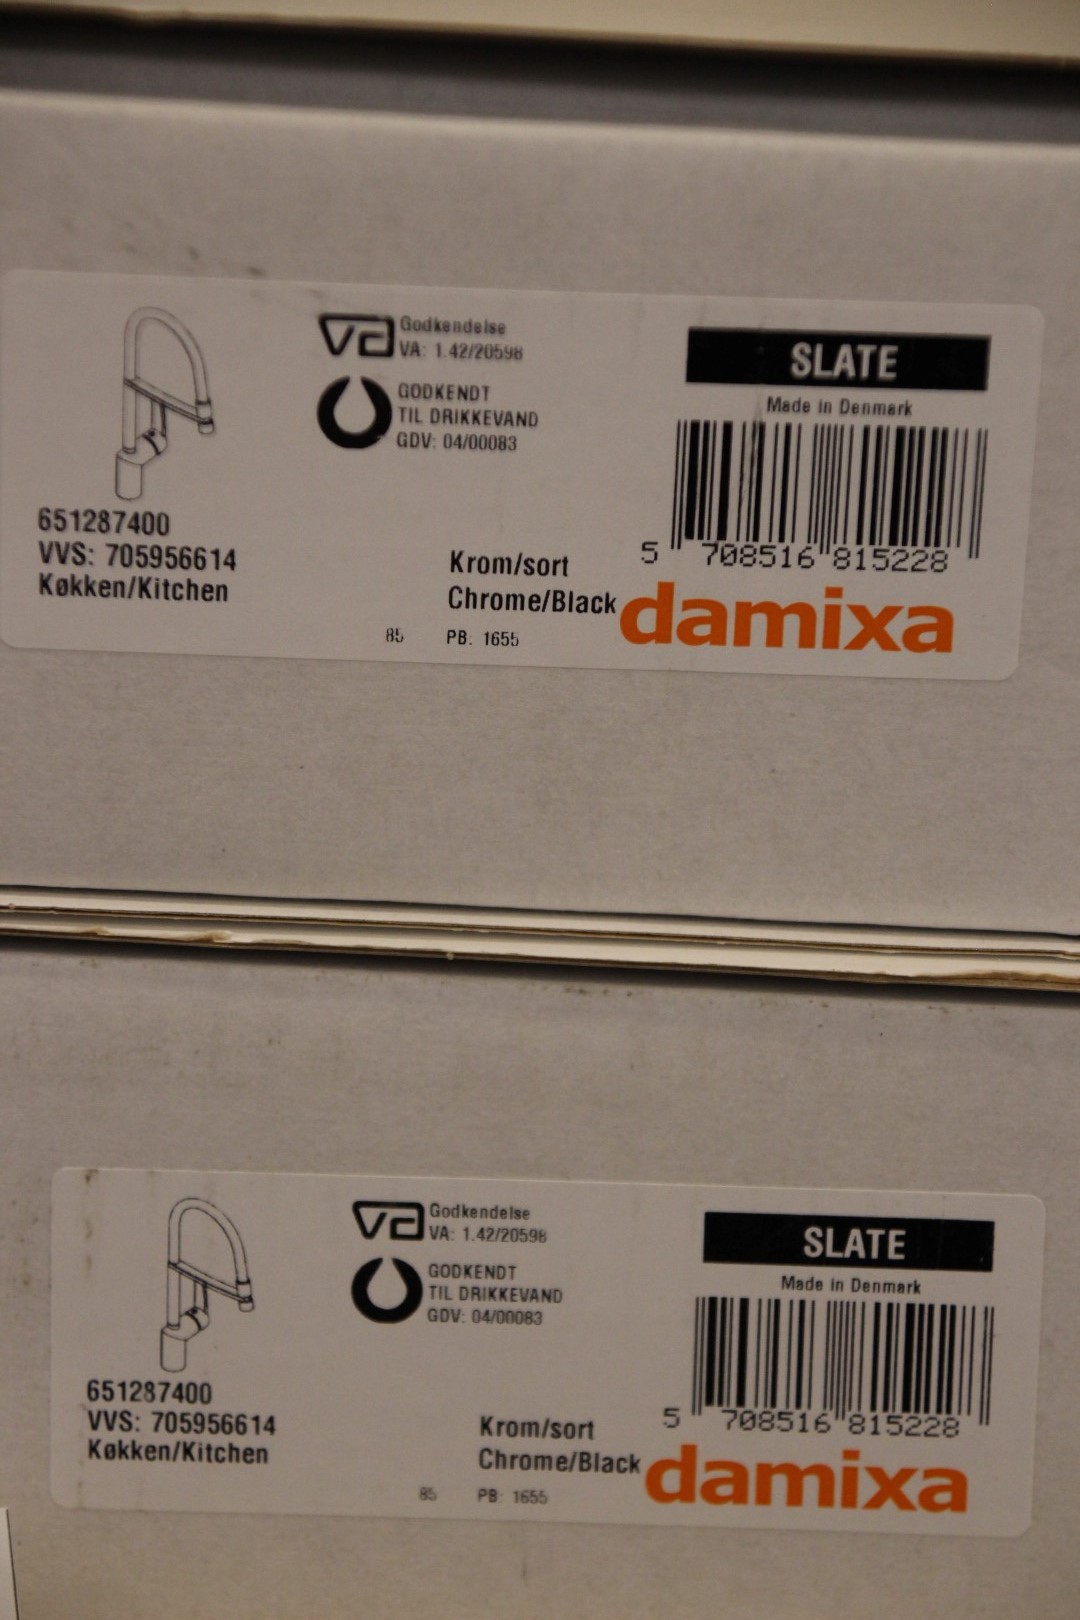 va Godkendelse
VA: 1.42/20598
GODKENDT
TIL DRIKKEVAND
GDV: 04/00083
SLATE
Made in Denmark
5 708516 815228
651287400
VVS: 705956614
Køkken/Kitchen
Krom/sort
Chrome/Black
85 PB: 1655
damixa
va Godkendelse
VA: 1.42/20598
GODKENDT
TIL DRIKKEVAND
GDV: 04/00083
SLATE
Made in Denmark
5 708516 815228
651287400
VVS: 705956614
Køkken/Kitchen
Krom/sort
Chrome/Black
85 PB: 1655
damixa